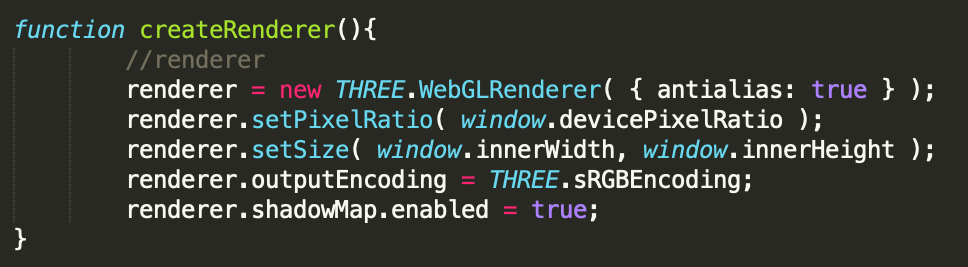 function createRenderer(){
//renderer
renderer = new THREE.WebGLRenderer( { antialias: true } );
renderer.setPixelRatio( window.devicePixelRatio );
renderer.setSize( window.innerWidth, window.innerHeight );
renderer.outputEncoding = THREE.sRGBEncoding;
renderer.shadowMap.enabled = true;
}